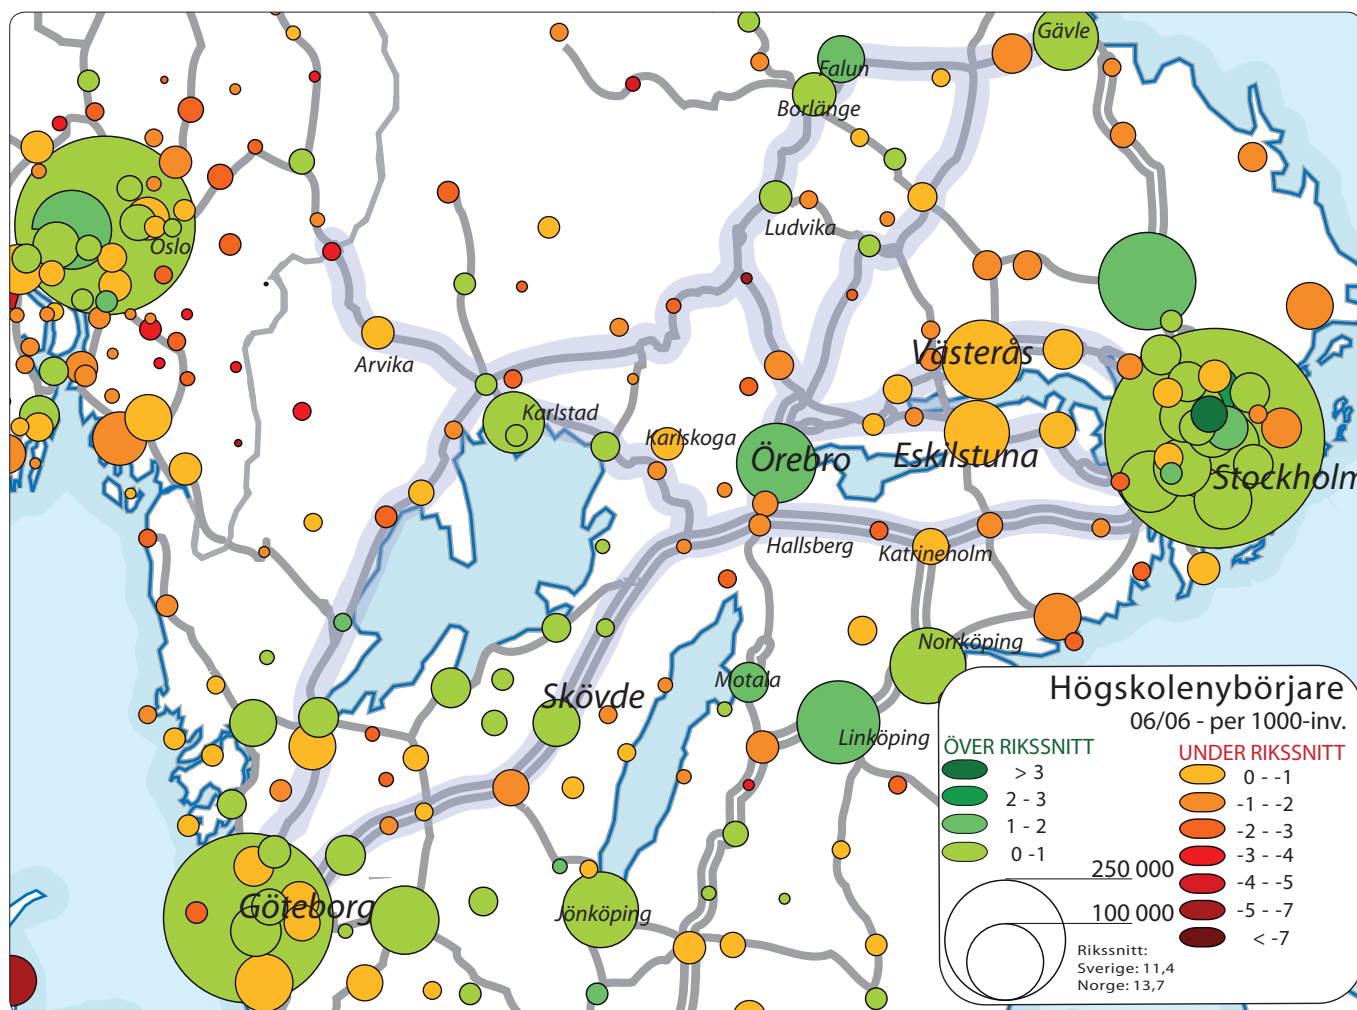 Gävle
Falun
Borlänge
Oslo
Ludvika
Arvika
Västerås
Karlstad
Karlskoga
Örebro
Eskilstuna
Stockholm
Hallsberg
Katrineholm
Norrköping
Motala
Skövde
Linköping
Göteborg
Jönköping
Högskolenybörjare
06/06 - per 1000-inv.
ÖVER RIKSSNITT
> 3
2 - 3
1 - 2
0 -1
UNDER RIKSSNITT
0 - -1
-1 - -2
-2 - -3
-3 - -4
-4 - -5
-5 - -7
< -7
250 000
100 000
Rikssnitt:
Sverige: 11,4
Norge: 13,7